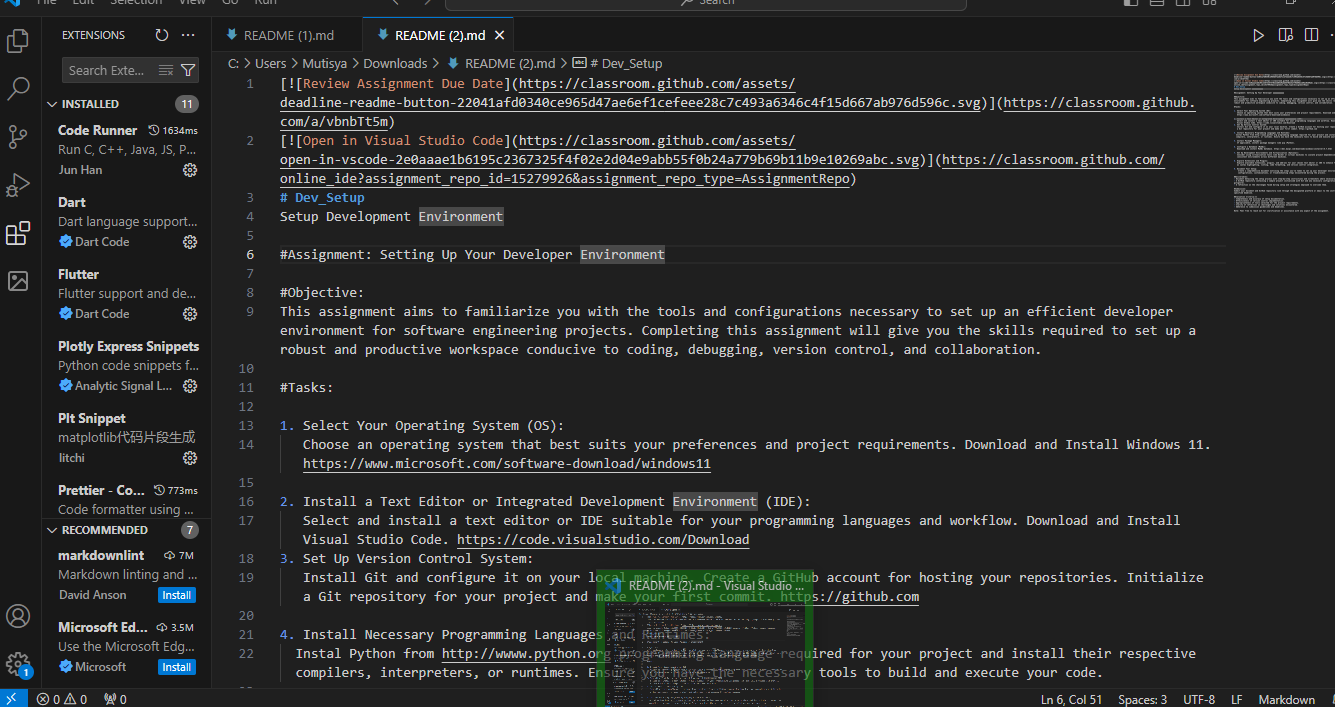 File Edit Selection View Go Run
Search
EXTENSIONS
README (1).md
README (2).md
Search Exte...
C: > Users > Mutisya > Downloads > README (2).md > # Dev_Setup
INSTALLED 11
Code Runner 1634ms
Run C, C++, Java, JS, P...
Jun Han
Dart
Dart language support...
Dart Code
Flutter
Flutter support and de...
Dart Code
Plotly Express Snippets
Python code snippets f...
Analytic Signal L...
Plt Snippet
matplotlib代码片段生成
litchi
Prettier - Co... 773ms
Code formatter using ...
RECOMMENDED 7
markdownlint 7M
Markdown linting and ...
David Anson Install
Microsoft Ed... 3.5M
Use the Microsoft Edg...
Microsoft Install
1 [![Review Assignment Due Date](https://classroom.github.com/assets/
deadline-readme-button-22041afd0340ce965d47ae6ef1cefeee28c7c493a6346c4f15d667ab976d596c.svg)](https://classroom.github.
com/a/vbnbTt5m)
2 [![Open in Visual Studio Code](https://classroom.github.com/assets/
open-in-vscode-2e0aaae1b6195c2367325f4f02e2d04e9abb55f0b24a779b69b11b9e10269abc.svg)](https://classroom.github.com/
online_ide?assignment_repo_id=15279926&assignment_repo_type=AssignmentRepo)
3 # Dev_Setup
4 Setup Development Environment
5
6 #Assignment: Setting Up Your Developer Environment
7
8 #Objective:
9 This assignment aims to familiarize you with the tools and configurations necessary to set up an efficient developer
environment for software engineering projects. Completing this assignment will give you the skills required to set up a
robust and productive workspace conducive to coding, debugging, version control, and collaboration.
10
11 #Tasks:
12
13 1. Select Your Operating System (OS):
14 Choose an operating system that best suits your preferences and project requirements. Download and Install Windows 11.
https://www.microsoft.com/software-download/windows11
15
16 2. Install a Text Editor or Integrated Development Environment (IDE):
17 Select and install a text editor or IDE suitable for your programming languages and workflow. Download and Install
Visual Studio Code. https://code.visualstudio.com/Download
18 3. Set Up Version Control System:
19 Install Git and configure it on your local machine. Create a GitHub account for hosting your repositories. Initialize
a Git repository for your project and make your first commit. https://github.com
20
21 4. Install Necessary Programming Languages and Runtimes:
22 Instal Python from http://wwww.python.org programming language required for your project and install their respective
compilers, interpreters, or runtimes. Ensure you have the necessary tools to build and execute your code.
README (2).md - Visual Studio ...
1
0 0 0
Ln 6, Col 51 Spaces: 3 UTF-8 LF Markdown